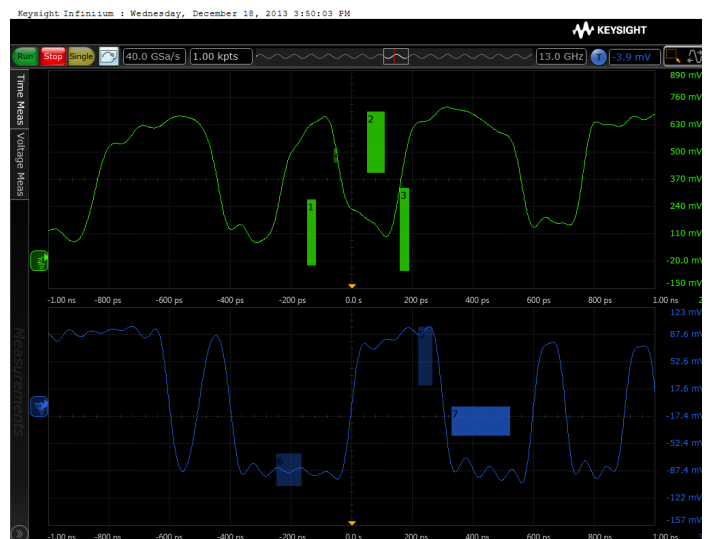 Keysight Infiniium : Wednesday, December 18, 2013 3:50:03 PM
KEYSIGHT
Run Stop Single 40.0 GSa/s 1.00 kpts 13.0 GHz T -3.9 mV
Time Meas
Voltage Meas
Measurements
890 mV
760 mV
2
630 mV
500 mV
370 mV
3
1
240 mV
110 mV
-20.0 mV
-150 mV
-1.00 ns -800 ps -600 ps -400 ps -200 ps 0.0 s 200 ps 400 ps 600 ps 800 ps 1.00 ns
123 mV
87.6 mV
5
52.6 mV
17.6 mV
-17.4 mV
7
-52.4 mV
6
-87.4 mV
-122 mV
-157 mV
-1.00 ns -800 ps -600 ps -400 ps -200 ps 0.0 s 200 ps 400 ps 600 ps 800 ps 1.00 ns